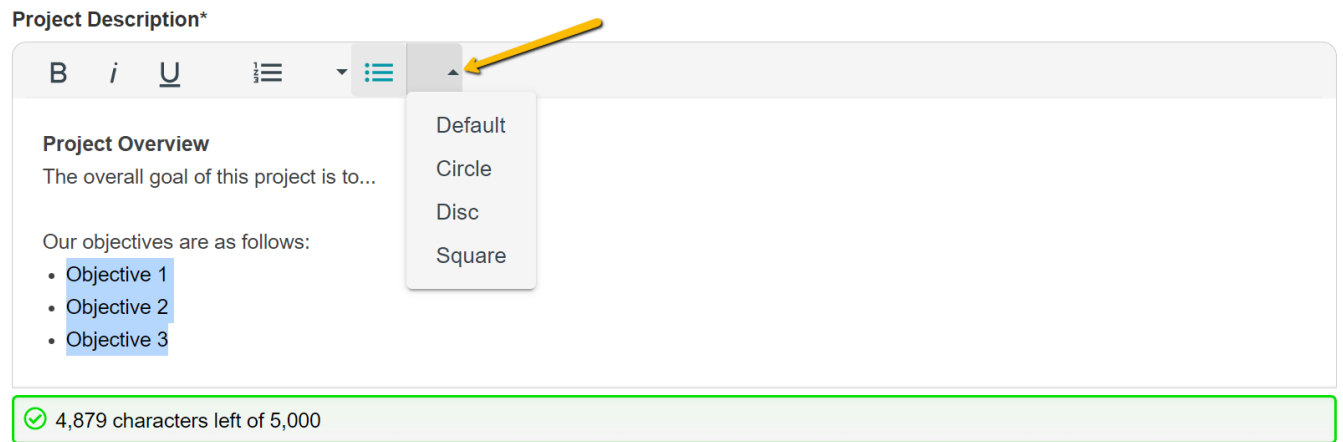 Project Description*
B i U
Default
Circle
Disc
Square
Project Overview
The overall goal of this project is to...
Our objectives are as follows:
• Objective 1
• Objective 2
• Objective 3
4,879 characters left of 5,000